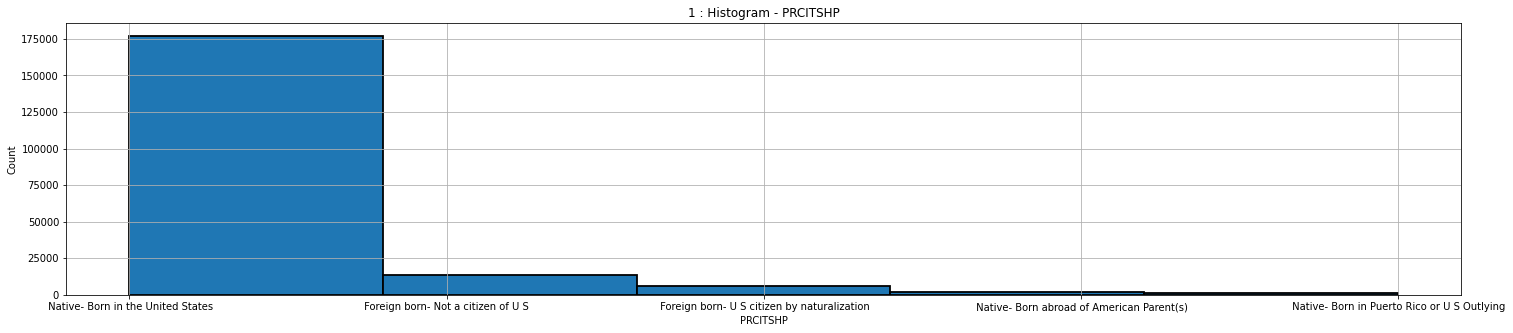 1 : Histogram - PRCITSHP
175000
150000
125000
100000
75000
50000
25000
0
Count
Native- Born in the United States
Foreign born- Not a citizen of U S
Foreign born- U S citizen by naturalization
Native- Born abroad of American Parent(s)
Native- Born in Puerto Rico or U S Outlying
PRCITSHP